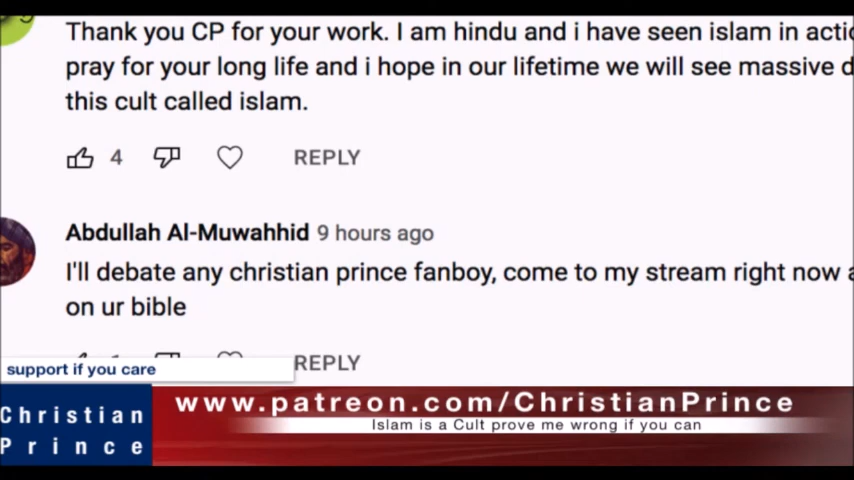 Thank you CP for your work. I am hindu and i have seen islam in
pray for your long life and i hope in our lifetime we will see massive
this cult called islam.
4
REPLY
Abdullah Al-Muwahhid 9 hours ago
I'll debate any christian prince fanboy, come to my stream right now
on ur bible
REPLY
support if you care
Christian
Prince
www.patreon.com/ChristianPrince
Islam is a Cult prove me wrong if you can